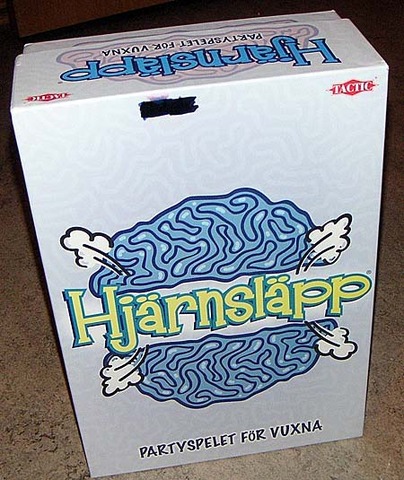 Hjärnsläpp
PARTYSPELET FÖR VUXNA
TACTIC
TACTIC
Hjärnsläpp®
PARTYSPELET FÖR VUXNA